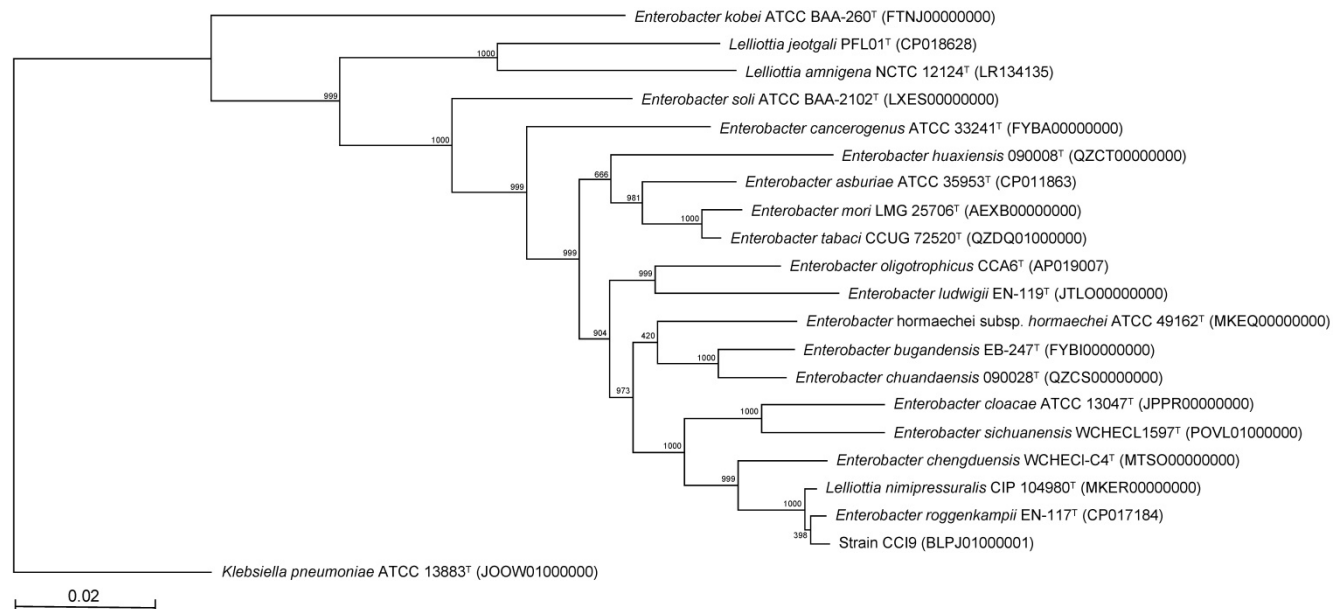 Enterobacter kobei ATCC BAA-260ᵀ (FTNJ00000000)
Lelliottia jeotgali PFL01ᵀ (CP018628)
1000
Lelliottia amnigena NCTC 12124ᵀ (LR134135)
999
Enterobacter soli ATCC BAA-2102ᵀ (LXES00000000)
Enterobacter cancerogenus ATCC 33241ᵀ (FYBA00000000)
1000
Enterobacter huaxiensis 090008ᵀ (QZCT00000000)
666
Enterobacter asburiae ATCC 35953ᵀ (CP011863)
999
981
Enterobacter mori LMG 25706ᵀ (AEXB00000000)
1000
Enterobacter tabaci CCUG 72520ᵀ (QZDQ01000000)
999
Enterobacter oligotrophicus CCA6ᵀ (AP019007)
999
Enterobacter ludwigii EN-119ᵀ (JTLO00000000)
Enterobacter hormaechei subsp. hormaechei ATCC 49162ᵀ (MKEQ00000000)
904
420
Enterobacter bugandensis EB-247ᵀ (FYBI00000000)
1000
Enterobacter chuandaensis 090028ᵀ (QZCS00000000)
973
Enterobacter cloacae ATCC 13047ᵀ (JPPR00000000)
1000
Enterobacter sichuanensis WCHECL1597ᵀ (POVL01000000)
1000
Enterobacter chengduensis WCHECl-C4ᵀ (MTSO00000000)
999
Lelliottia nimipressuralis CIP 104980ᵀ (MKER00000000)
1000
Enterobacter roggenkampii EN-117ᵀ (CP017184)
398
Strain CCI9 (BLPJ01000001)
Klebsiella pneumoniae ATCC 13883ᵀ (JOOW01000000)
0.02